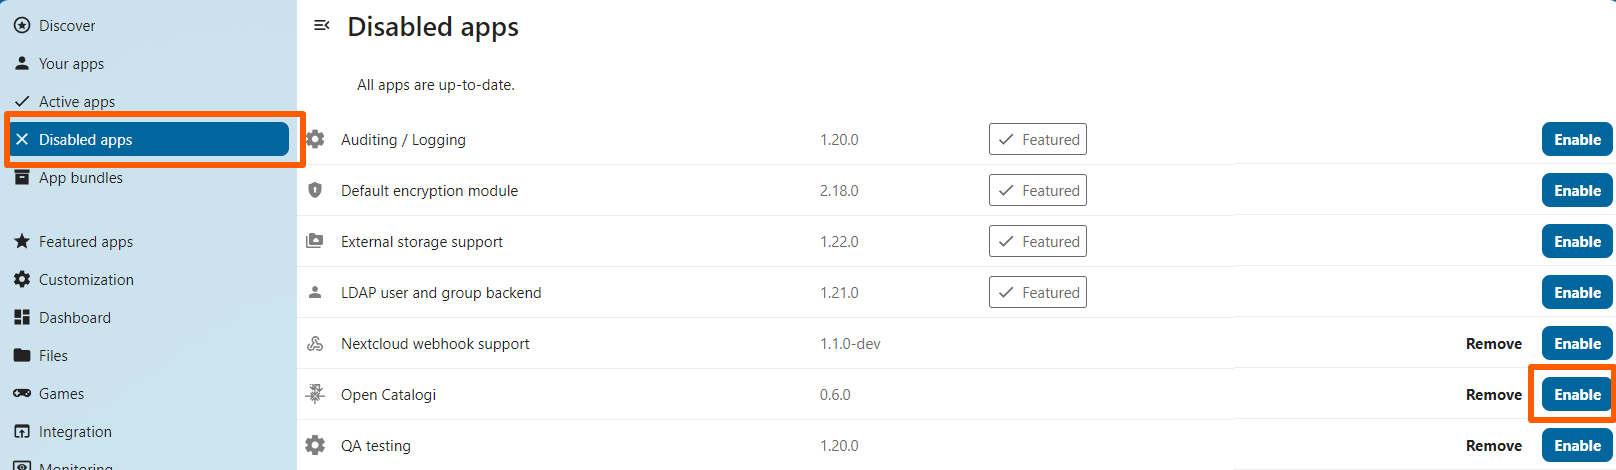 Discover
Your apps
Active apps
Disabled apps
App bundles
Featured apps
Customization
Dashboard
Files
Games
Integration
Monitoring
Disabled apps
All apps are up-to-date.
Auditing / Logging 1.20.0 Featured Enable
Default encryption module 2.18.0 Featured Enable
External storage support 1.22.0 Featured Enable
LDAP user and group backend 1.21.0 Featured Enable
Nextcloud webhook support 1.1.0-dev Remove Enable
Open Catalogi 0.6.0 Remove Enable
QA testing 1.20.0 Remove Enable